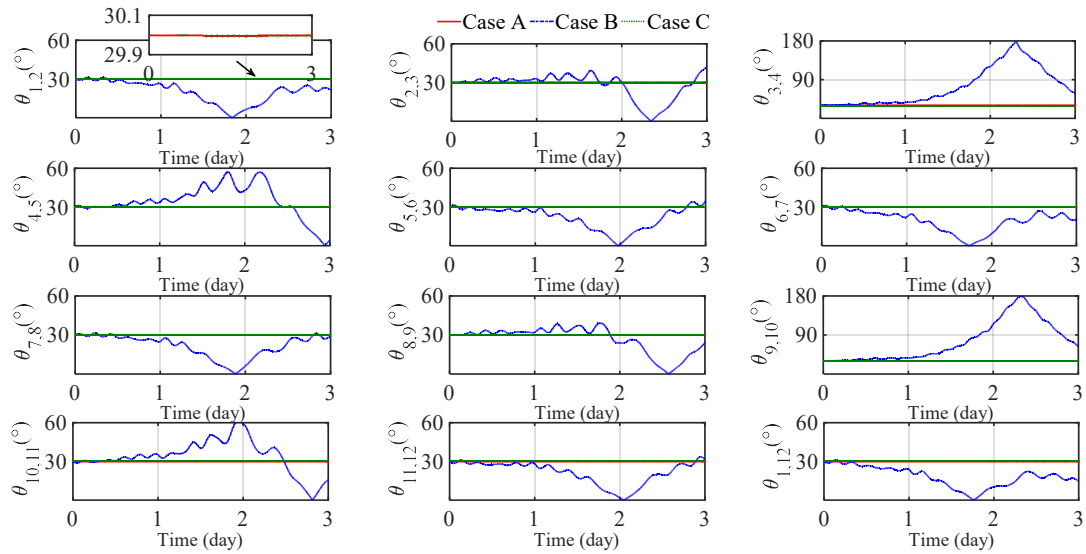 Case A Case B Case C
30.1
29.9
0 3
60
30
θ1,2(°)
0 1 2 3
Time (day)
60
30
θ2,3(°)
0 1 2 3
Time (day)
180
90
θ3,4(°)
0 1 2 3
Time (day)
60
30
θ4,5(°)
0 1 2 3
Time (day)
60
30
θ5,6(°)
0 1 2 3
Time (day)
60
30
θ6,7(°)
0 1 2 3
Time (day)
60
30
θ7,8(°)
0 1 2 3
Time (day)
60
30
θ8,9(°)
0 1 2 3
Time (day)
180
90
θ9,10(°)
0 1 2 3
Time (day)
60
30
θ10,11(°)
0 1 2 3
Time (day)
60
30
θ11,12(°)
0 1 2 3
Time (day)
60
30
θ1,12(°)
0 1 2 3
Time (day)